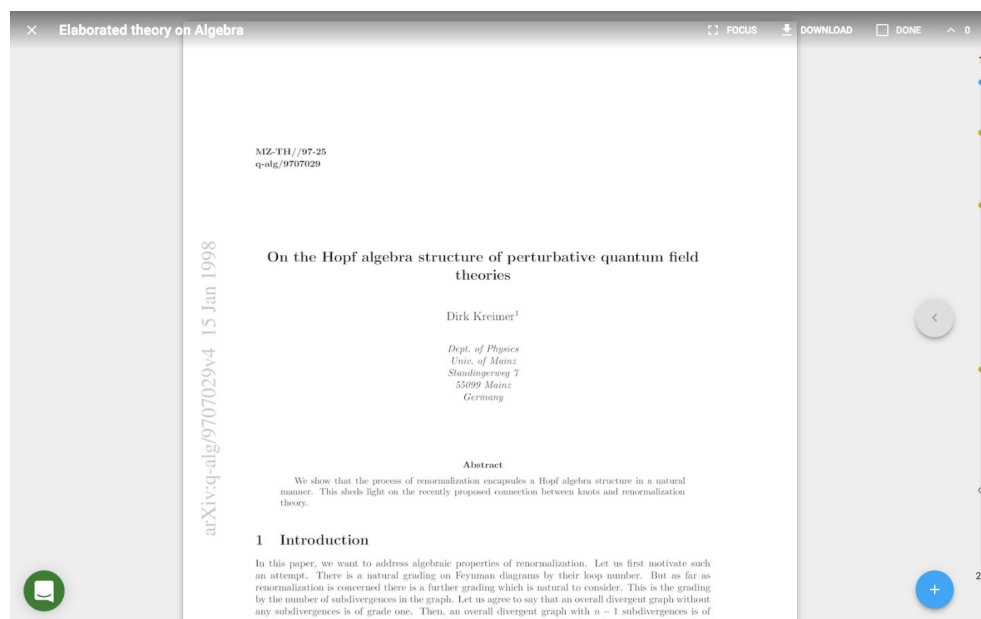 Elaborated theory on Algebra
FOCUS
DOWNLOAD
DONE
0
MZ-TH//97-25
q-alg/9707029
arXiv:q-alg/9707029v4 15 Jan 1998
On the Hopf algebra structure of perturbative quantum field
theories
Dirk Kreimer¹
Dept. of Physics
Univ. of Mainz
Staudingerweg 7
55099 Mainz
Germany
Abstract
We show that the process of renormalization encapsules a Hopf algebra structure in a natural
manner. This sheds light on the recently proposed connection between knots and renormalization
theory.
1 Introduction
In this paper, we want to address algebraic properties of renormalization. Let us first motivate such
an attempt. There is a natural grading on Feynman diagrams by their loop number. But as far as
renormalization is concerned there is a further grading which is natural to consider. This is the grading
by the number of subdivergences in the graph. Let us agree to say that an overall divergent graph without
any subdivergences is of grade one. Then, an overall divergent graph with n − 1 subdivergences is of
2